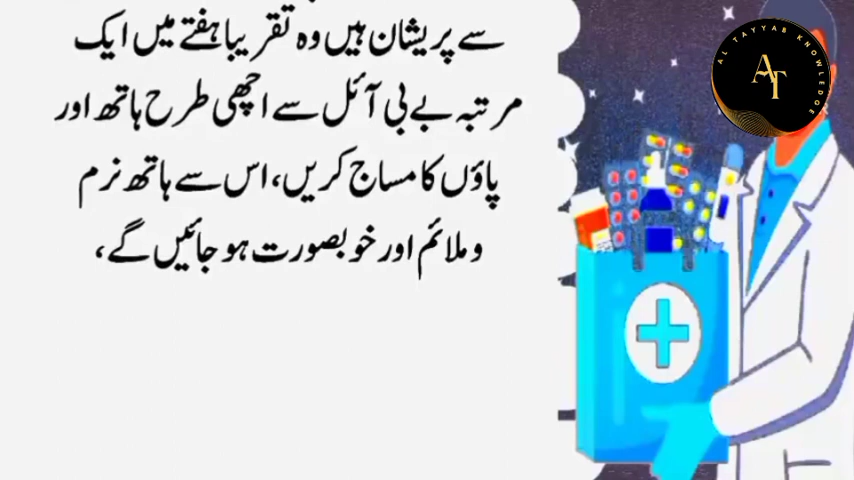 سے پریشان ہیں وہ تقریبا ہفتے میں ایک
مرتبہ بے بی آئل سے اچھی طرح ہاتھ اور
پاؤں کا مساج کریں، اس سے ہاتھ نرم
و ملائم اور خوبصورت ہو جائیں گے،
AL TAYYAB KNOWLEDGE
AT